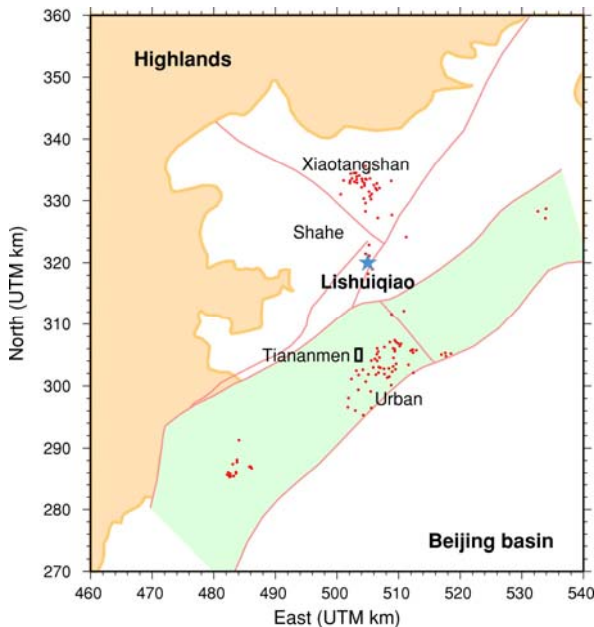 360
350
340
330
320
310
300
290
280
270
North (UTM km)
Highlands
Xiaotangshan
Shahe
Lishuiqiao
Tiananmen
Urban
Beijing basin
460 470 480 490 500 510 520 530 540
East (UTM km)